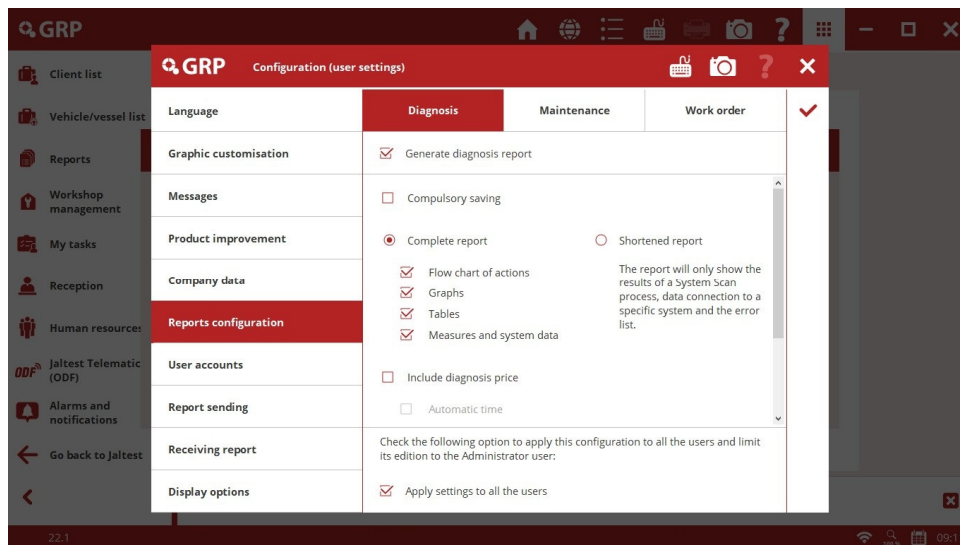 GRP
Client list
Vehicle/vessel list
Reports
Workshop
management
My tasks
Reception
Human resources
ODF
Jaltest Telematic
(ODF)
Alarms and
notifications
Go back to Jaltest
22.1
GRP
Configuration (user settings)
Language
Graphic customisation
Messages
Product improvement
Company data
Reports configuration
User accounts
Report sending
Receiving report
Display options
Diagnosis
Maintenance
Work order
Generate diagnosis report
Compulsory saving
Complete report
Flow chart of actions
Graphs
Tables
Measures and system data
Shortened report
The report will only show the
results of a System Scan
process, data connection to a
specific system and the error
list.
Include diagnosis price
Automatic time
Check the following option to apply this configuration to all the users and limit
its edition to the Administrator user:
Apply settings to all the users